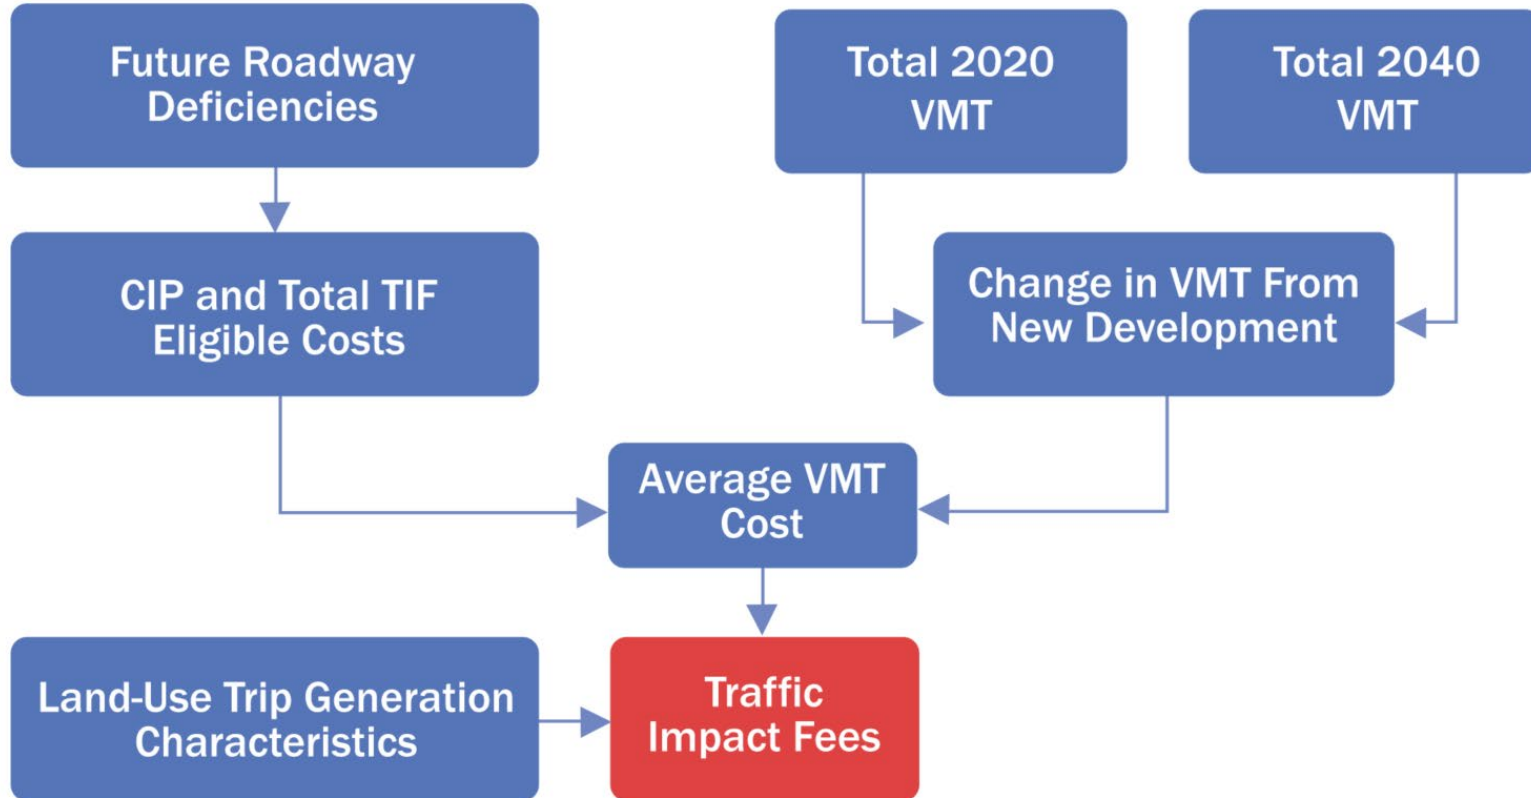 Future Roadway
Deficiencies
Total 2020
VMT
Total 2040
VMT
CIP and Total TIF
Eligible Costs
Change in VMT From
New Development
Average VMT
Cost
Land-Use Trip Generation
Characteristics
Traffic
Impact Fees